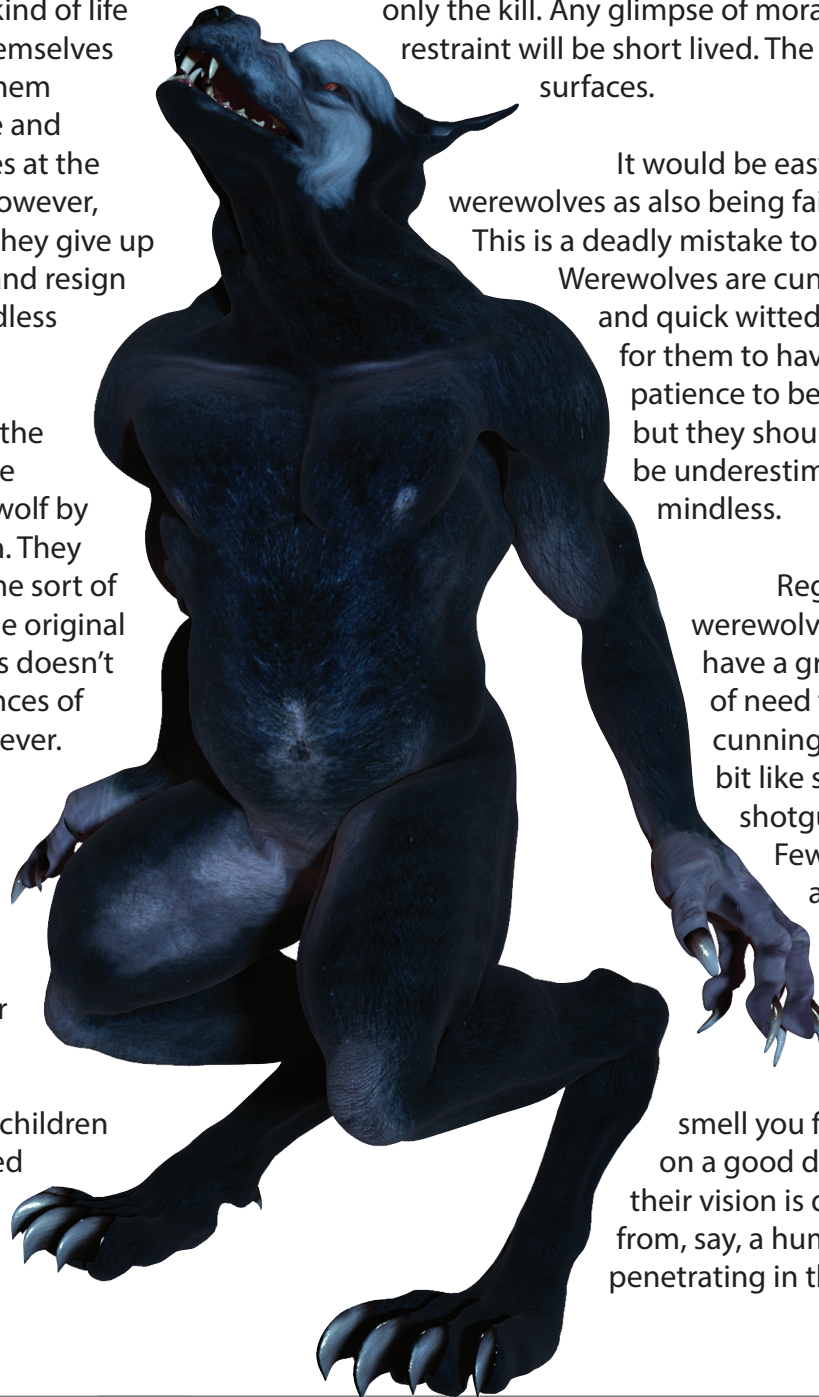 kind of life
emselves
hem
e and
es at the
owever,
they give up
and resign
dless
the
e
wolf by
n. They
he sort of
e original
s doesn’t
nces of
ever.
r
children
ed
only the kill. Any glimpse of mora
restraint will be short lived. The
surfaces.
It would be eas
werewolves as also being fai
This is a deadly mistake to
Werewolves are cun
and quick witted
for them to hav
patience to be
but they shou
be underestim
mindless.
Reg
werewolv
have a gr
of need
cunning
bit like s
shotgu
Few
a
smell you f
on a good d
their vision is
from, say, a hum
penetrating in th